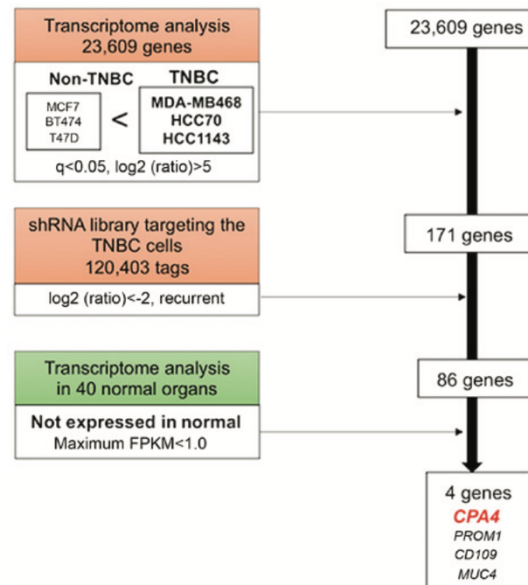 Transcriptome analysis
23,609 genes
23,609 genes
Non-TNBC
TNBC
MCF7
BT474
T47D
<
MDA-MB468
HCC70
HCC1143
q<0.05, log2 (ratio)>5
171 genes
shRNA library targeting the
TNBC cells
120,403 tags
log2 (ratio)<-2, recurrent
86 genes
Transcriptome analysis
in 40 normal organs
Not expressed in normal
Maximum FPKM<1.0
4 genes
CPA4
PROM1
CD109
MUC4